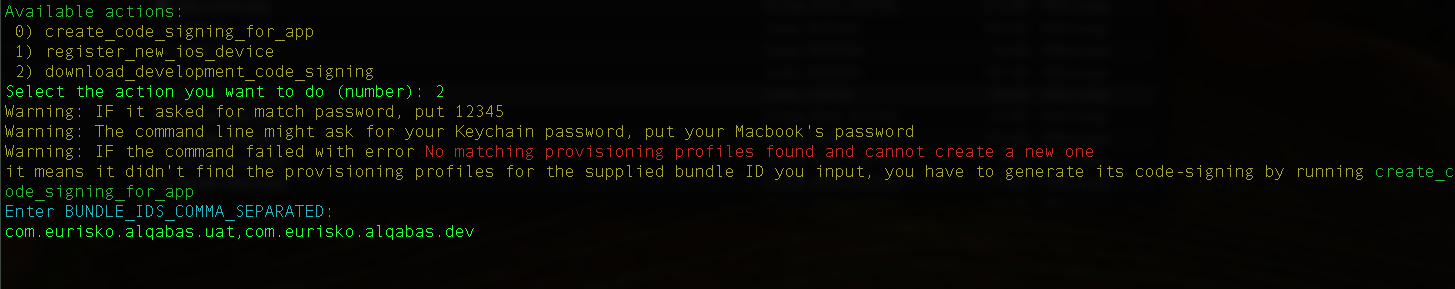 Available actions:
0) create_code_signing_for_app
1) register_new_ios_device
2) download_development_code_signing
Select the action you want to do (number): 2
Warning: IF it asked for match password, put 12345
Warning: The command line might ask for your Keychain password, put your Macbook's password
Warning: IF the command failed with error No matching provisioning profiles found and cannot create a new one
it means it didn't find the provisioning profiles for the supplied bundle ID you input, you have to generate its code-signing by running create_c
ode_signing_for_app
Enter BUNDLE_IDS_COMMA_SEPARATED:
com.eurisko.alqabas.uat,com.eurisko.alqabas.dev